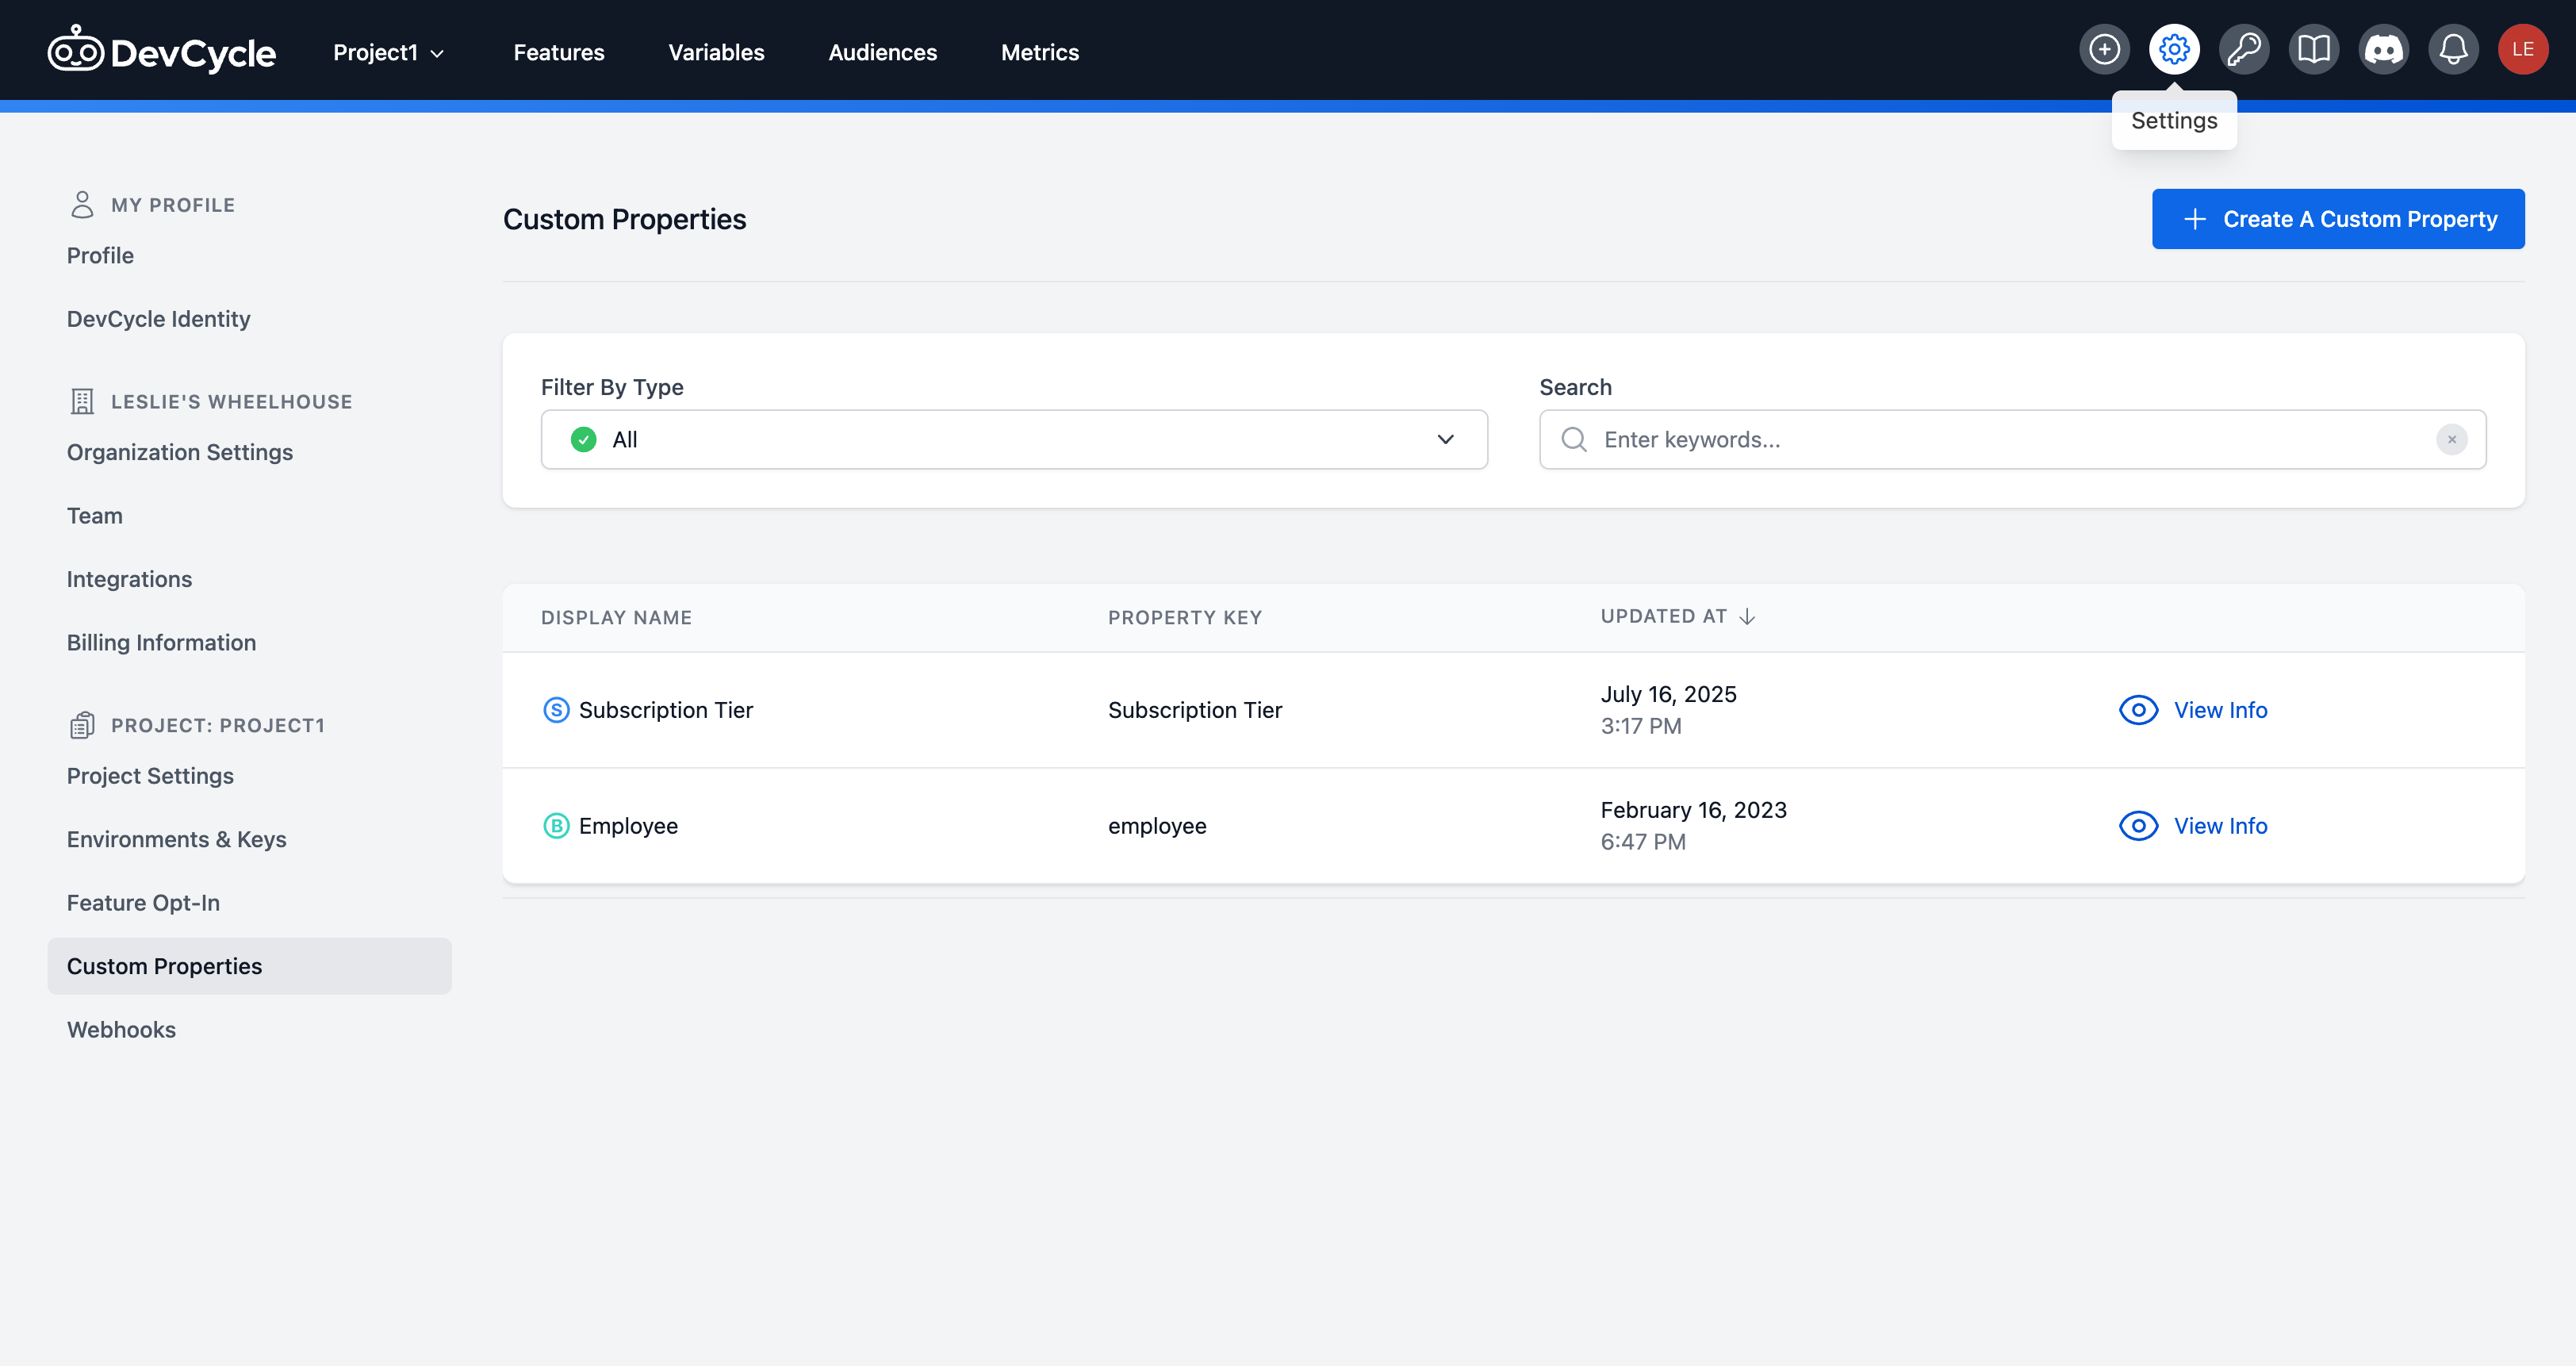 DevCycle
Project1
Features
Variables
Audiences
Metrics
LE
Settings
MY PROFILE
Profile
DevCycle Identity
LESLIE'S WHEELHOUSE
Organization Settings
Team
Integrations
Billing Information
PROJECT: PROJECT1
Project Settings
Environments & Keys
Feature Opt-In
Custom Properties
Webhooks
Custom Properties
Create A Custom Property
Filter By Type
All
Search
Enter keywords...
DISPLAY NAME
PROPERTY KEY
UPDATED AT
S Subscription Tier
Subscription Tier
July 16, 2025
3:17 PM
View Info
B Employee
employee
February 16, 2023
6:47 PM
View Info